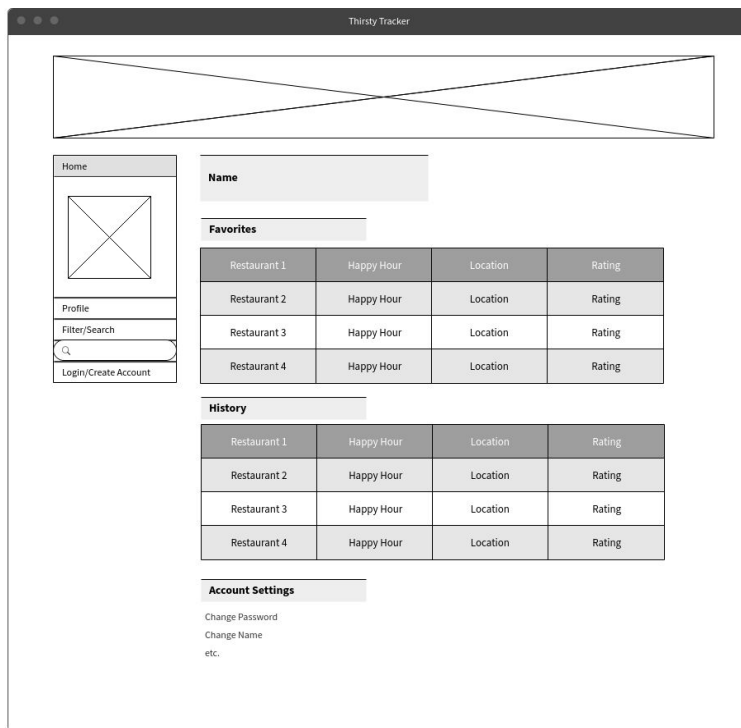 Thirsty Tracker
Home
Profile
Filter/Search
Login/Create Account
Name
Favorites
Restaurant 1 Happy Hour Location Rating
Restaurant 2 Happy Hour Location Rating
Restaurant 3 Happy Hour Location Rating
Restaurant 4 Happy Hour Location Rating
History
Restaurant 1 Happy Hour Location Rating
Restaurant 2 Happy Hour Location Rating
Restaurant 3 Happy Hour Location Rating
Restaurant 4 Happy Hour Location Rating
Account Settings
Change Password
Change Name
etc.